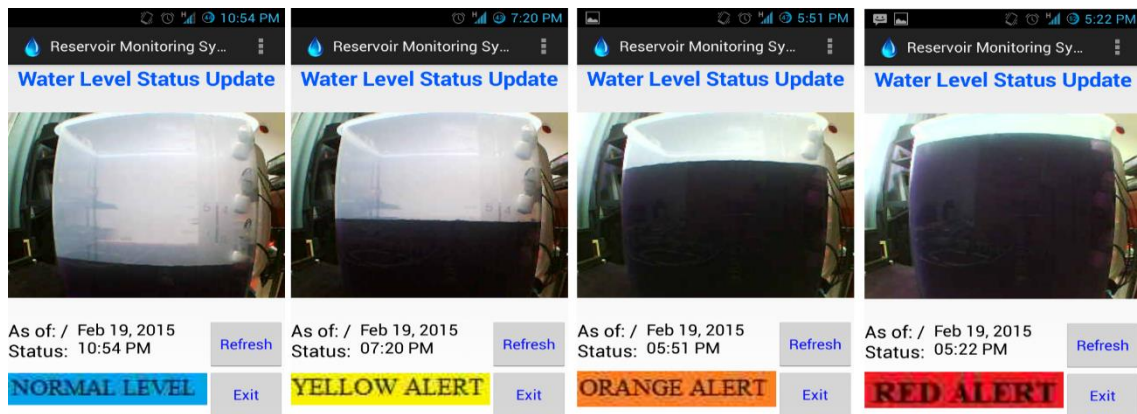 10:54 PM
Reservoir Monitoring Sy...
Water Level Status Update
As of: / Feb 19, 2015
Status: 10:54 PM
Refresh
NORMAL LEVEL
Exit
7:20 PM
Reservoir Monitoring Sy...
Water Level Status Update
As of: / Feb 19, 2015
Status: 07:20 PM
Refresh
YELLOW ALERT
Exit
5:51 PM
Reservoir Monitoring Sy...
Water Level Status Update
As of: / Feb 19, 2015
Status: 05:51 PM
Refresh
ORANGE ALERT
Exit
5:22 PM
Reservoir Monitoring Sy...
Water Level Status Update
As of: / Feb 19, 2015
Status: 05:22 PM
Refresh
RED ALERT
Exit